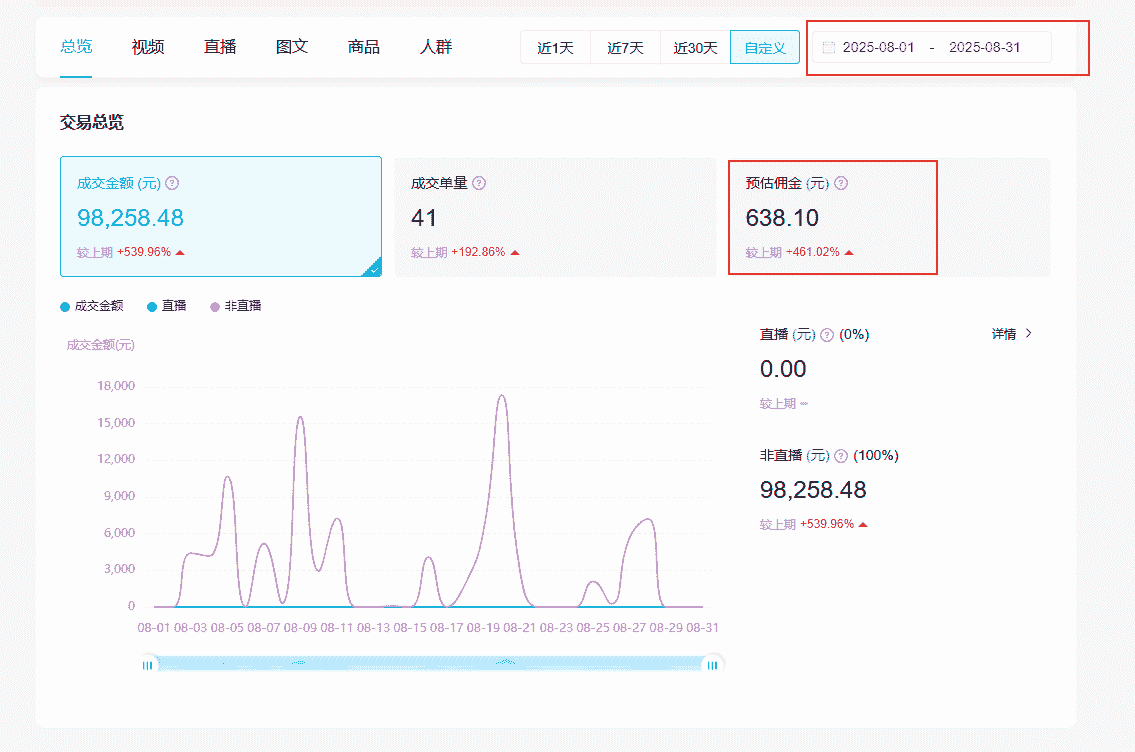 总览 视频 直播 图文 商品 人群 近1天 近7天 近30天 自定义 2025-08-01 - 2025-08-31
交易总览
成交金额 (元) ?
98,258.48
较上期 +539.96%
成交单量 ?
41
较上期 +192.86%
预估佣金 (元) ?
638.10
较上期 +461.02%
成交金额 直播 非直播
成交金额(元)
18,000
15,000
12,000
9,000
6,000
3,000
0
08-01 08-03 08-05 08-07 08-09 08-11 08-13 08-15 08-17 08-19 08-21 08-23 08-25 08-27 08-29 08-31
直播 (元) ? (0%) 详情 >
0.00
较上期 --
非直播 (元) ? (100%)
98,258.48
较上期 +539.96%